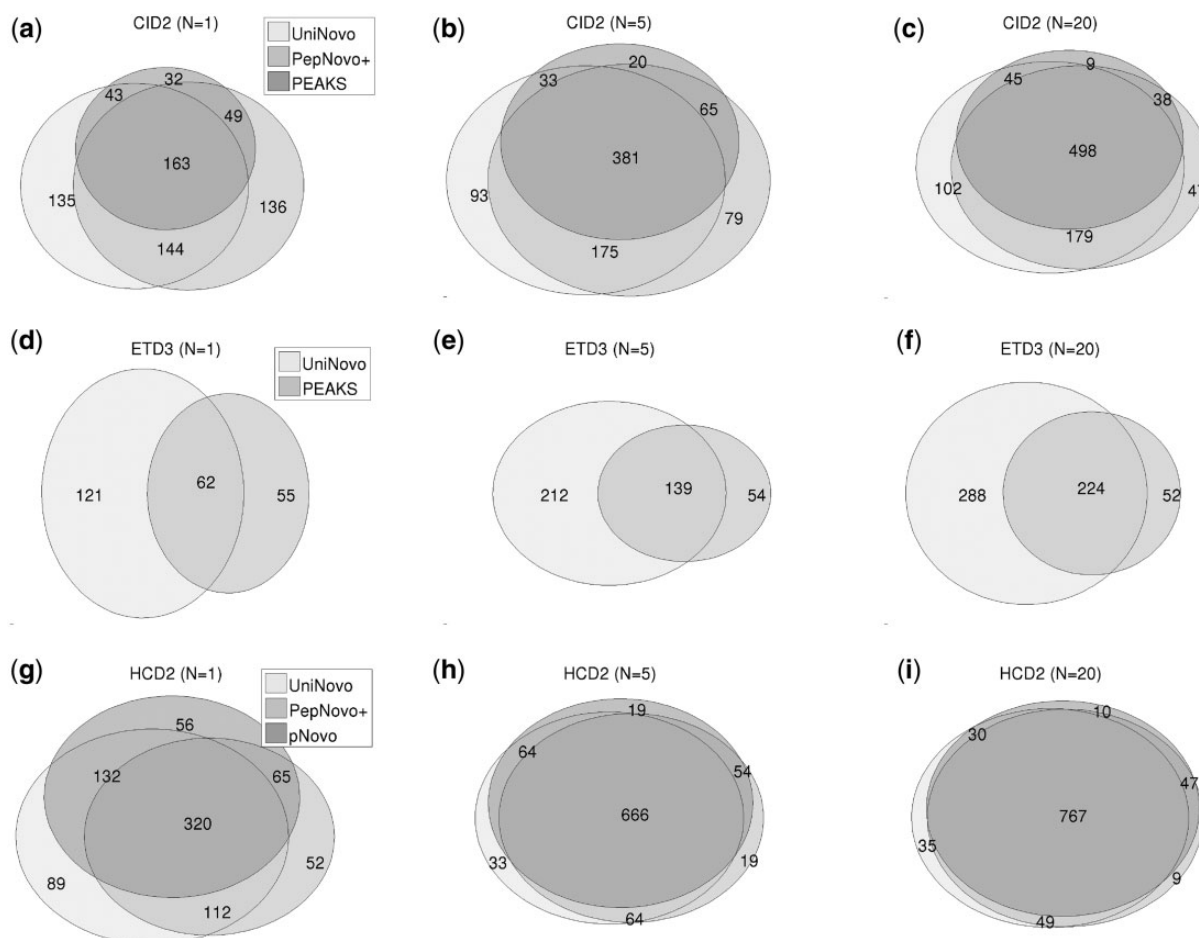 (a) CID2 (N=1)
UniNovo
PepNovo+
PEAKS
32
43
49
163
135
136
144
(b) CID2 (N=5)
20
33
65
381
93
79
175
(c) CID2 (N=20)
9
45
38
498
102
179
(d) ETD3 (N=1)
UniNovo
PEAKS
121
62
55
(e) ETD3 (N=5)
212
139
54
(f) ETD3 (N=20)
288
224
52
(g) HCD2 (N=1)
UniNovo
PepNovo+
pNovo
56
132
65
320
52
89
112
(h) HCD2 (N=5)
19
64
54
666
33
19
64
(i) HCD2 (N=20)
10
30
47
767
35
9
49